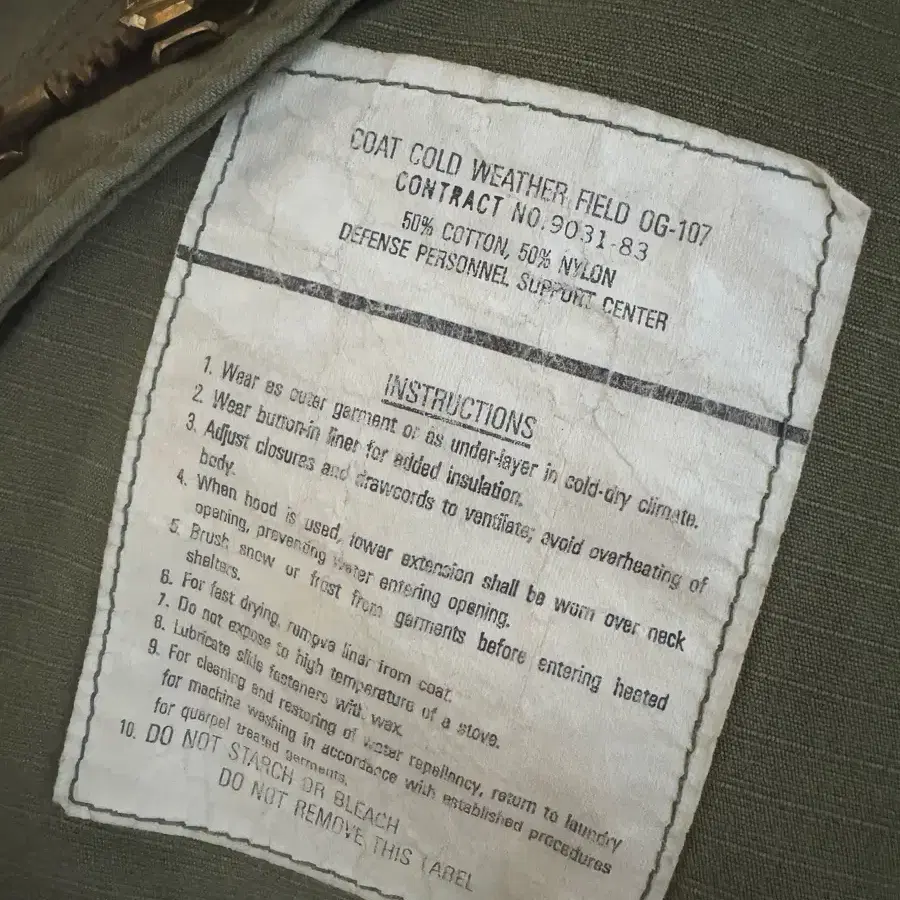 COAT COLD WEATHER, FIELD OG-107
CONTRACT NO. 9031-83
50% COTTON, 50% NYLON
DEFENSE PERSONNEL SUPPORT CENTER
INSTRUCTIONS
1. Wear as outer garment or as under-layer in cold-dry climate.
2. Wear button-in liner for added insulation.
3. Adjust closures and drawcords to ventilate; avoid overheating of
body.
4. When hood is used, lower extension shall be worn over neck
opening, preventing water entering opening.
5. Brush snow or frost from garments before entering heated
shelters.
6. For fast drying, remove liner from coat.
7. Do not expose to high temperature of a stove.
8. Lubricate slide fasteners with wax.
9. For cleaning and restoring of water repellency, return to laundry
for machine washing in accordance with established procedures
for quarpel treated garments.
10. DO NOT STARCH OR BLEACH
DO NOT REMOVE THIS LABEL